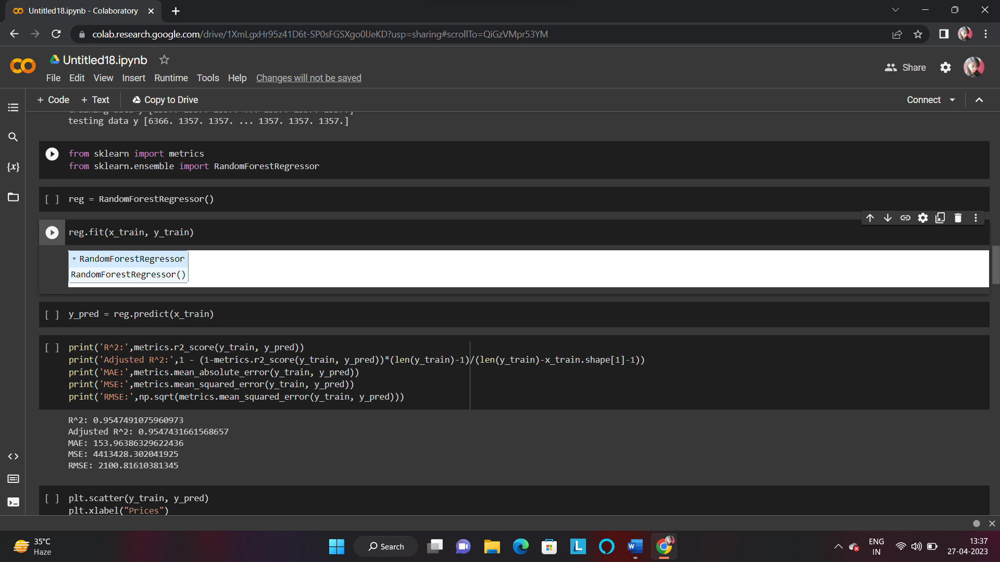 Untitled18.ipynb - Colaboratory
colab.research.google.com/drive/1XmLgxHr95z41D6t-SP0sFGSXgo0lJeKD?usp=sharing#scrollTo=QiGzVMpr53YM
Untitled18.ipynb
Share
File Edit View Insert Runtime Tools Help Changes will not be saved
+ Code + Text Copy to Drive Connect
testing data y [6366. 1357. 1357. ... 1357. 1357. 1357.]
from sklearn import metrics
from sklearn.ensemble import RandomForestRegressor
[ ] reg = RandomForestRegressor()
reg.fit(x_train, y_train)
RandomForestRegressor
RandomForestRegressor()
[ ] y_pred = reg.predict(x_train)
[ ] print('R^2:',metrics.r2_score(y_train, y_pred))
print('Adjusted R^2:',1 - (1-metrics.r2_score(y_train, y_pred))*(len(y_train)-1)/(len(y_train)-x_train.shape[1]-1))
print('MAE:',metrics.mean_absolute_error(y_train, y_pred))
print('MSE:',metrics.mean_squared_error(y_train, y_pred))
print('RMSE:',np.sqrt(metrics.mean_squared_error(y_train, y_pred)))
R^2: 0.9547491075960973
Adjusted R^2: 0.9547431661568657
MAE: 153.96386329622436
MSE: 4413428.302041925
RMSE: 2100.81610381345
[ ] plt.scatter(y_train, y_pred)
plt.xlabel("Prices")
35°C
Haze
Search
ENG
IN
13:37
27-04-2023